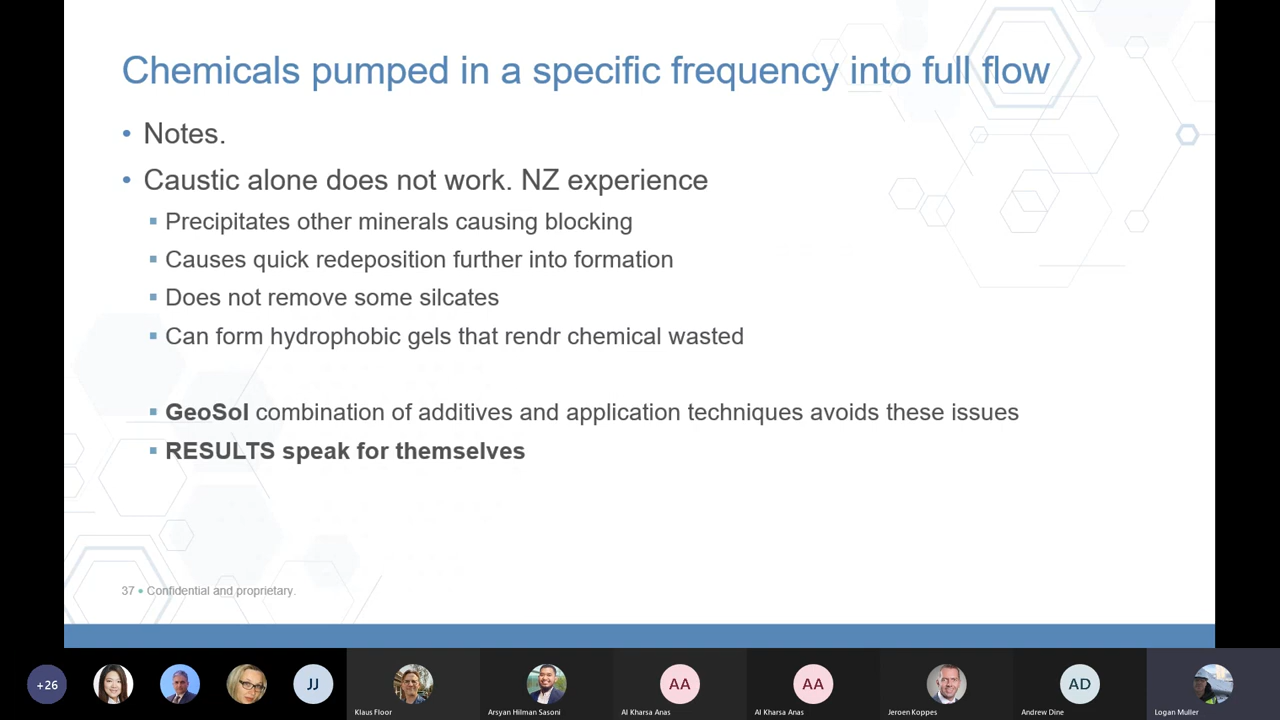 Chemicals pumped in a specific frequency into full flow
• Notes.
• Caustic alone does not work. NZ experience
▪ Precipitates other minerals causing blocking
▪ Causes quick redeposition further into formation
▪ Does not remove some silcates
▪ Can form hydrophobic gels that rendr chemical wasted
▪ GeoSol combination of additives and application techniques avoids these issues
▪ RESULTS speak for themselves
37 • Confidential and proprietary.
+26 JJ AA AA AD
Klaus Floor Arsyan Hilman Sasoni Al Kharsa Anas Al Kharsa Anas Jeroen Koppes Andrew Dine Logan Muller